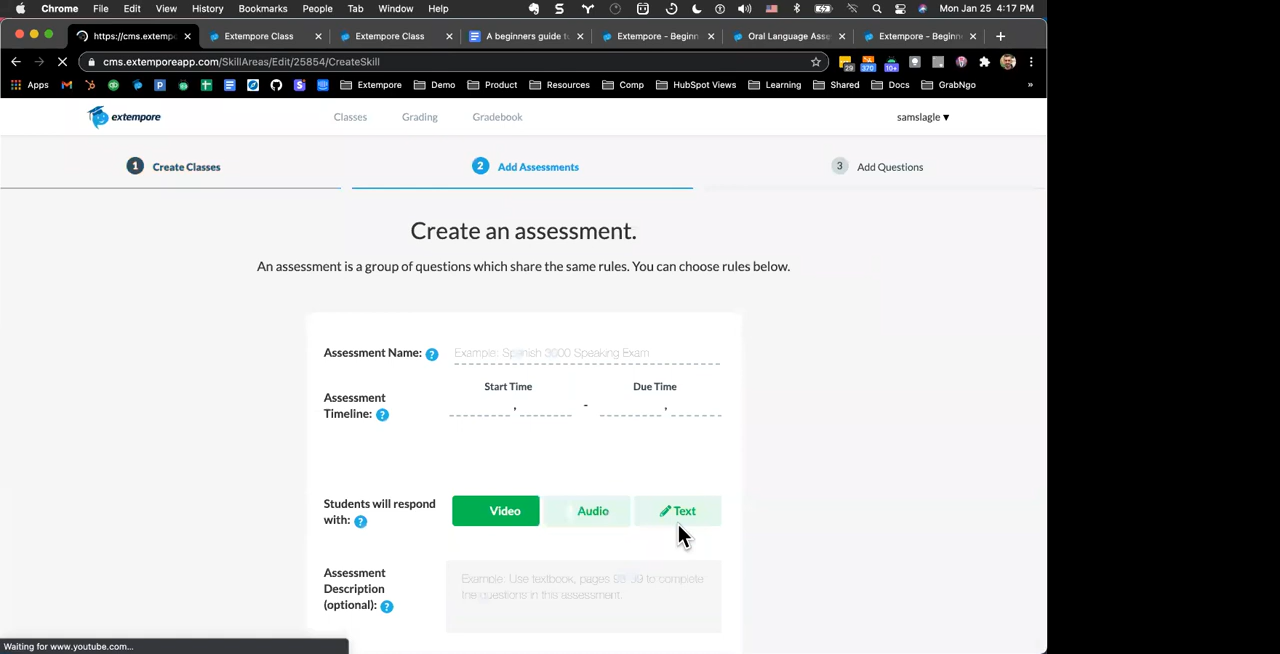 Chrome File Edit View History Bookmarks People Tab Window Help Mon Jan 25 4:17 PM
https://cms.extempo Extempore Class Extempore Class A beginners guide to Extempore - Beginn Oral Language Asse Extempore - Beginn
cms.extemporeapp.com/SkillAreas/Edit/25854/CreateSkill 29 370 10+
Apps Extempore Demo Product Resources Comp HubSpot Views Learning Shared Docs GrabNgo »
extempore Classes Grading Gradebook samslagle ▼
1 Create Classes 2 Add Assessments 3 Add Questions
Create an assessment.
An assessment is a group of questions which share the same rules. You can choose rules below.
Assessment Name: ? Example: Spanish 3000 Speaking Exam
Start Time Due Time
Assessment
Timeline: ? , - ,
Students will respond
with: ? Video Audio Text
Assessment
Description
(optional): ?
Example: Use textbook, pages 98-99 to complete
the questions in this assessment.
Waiting for www.youtube.com...